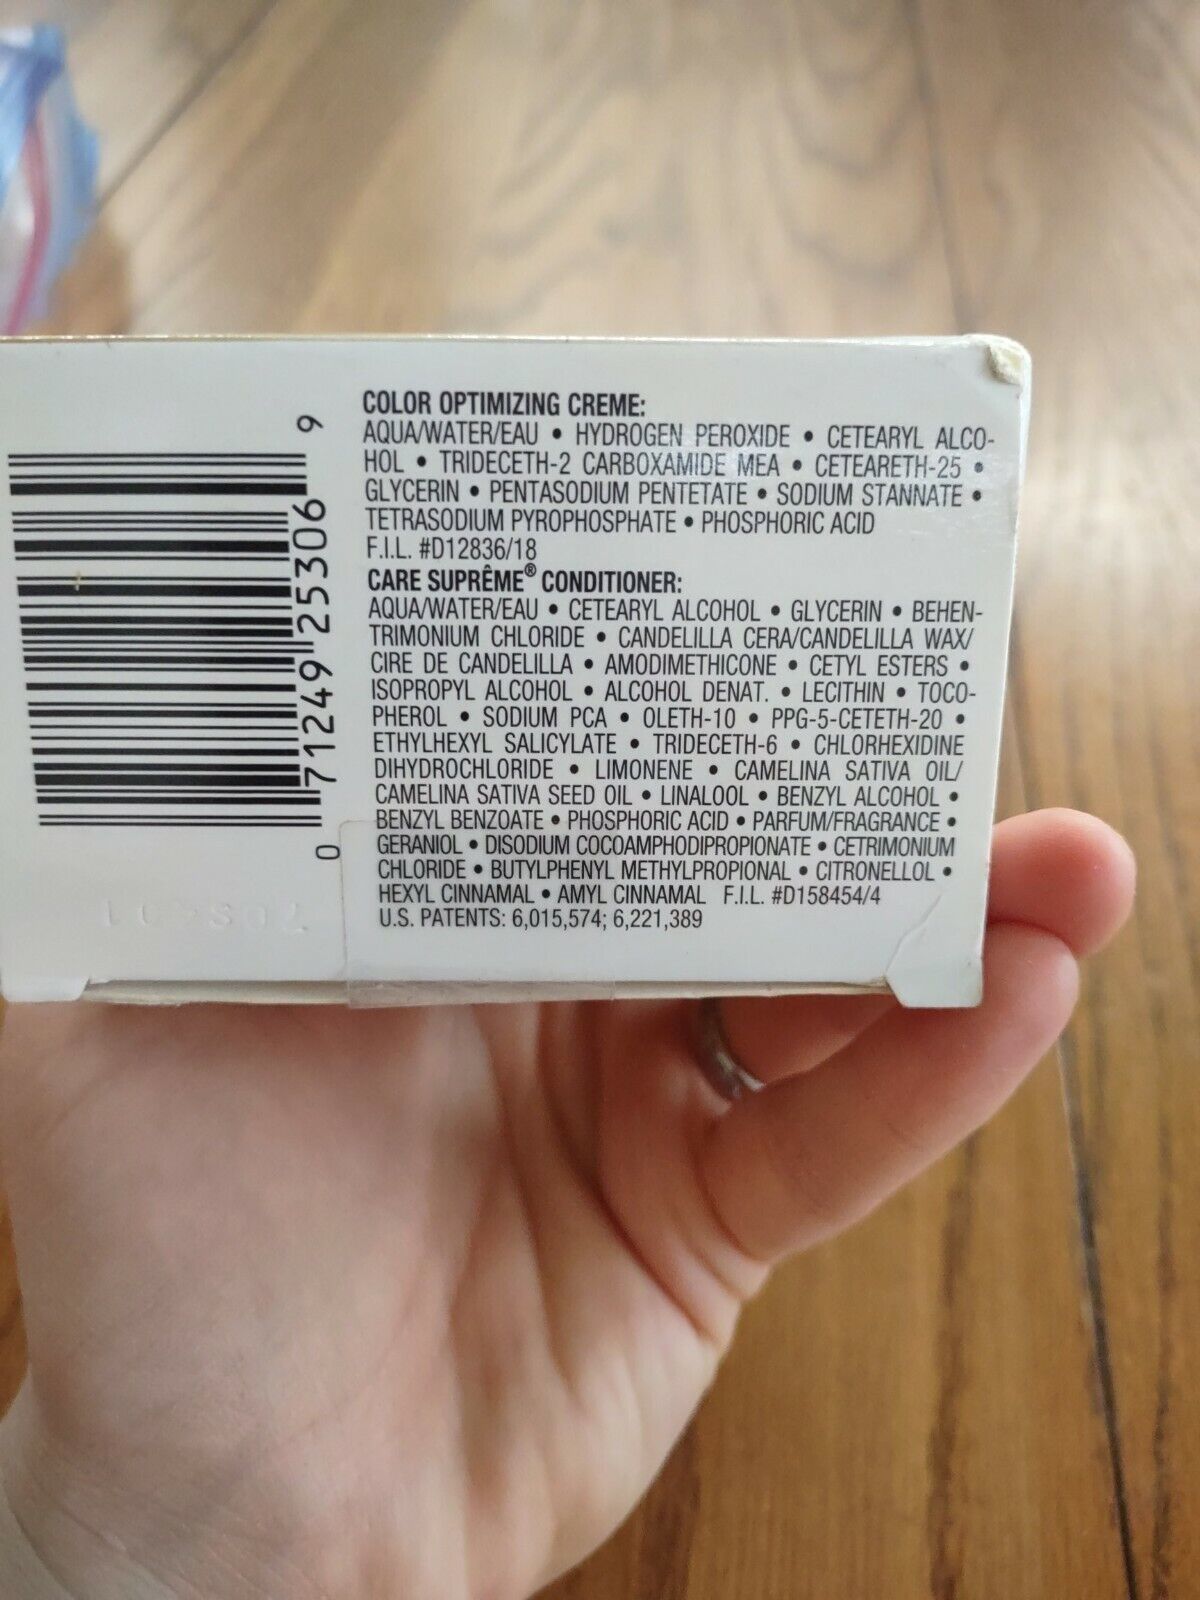 COLOR OPTIMIZING CREME:
AQUA/WATER/EAU • HYDROGEN PEROXIDE • CETEARYL ALCO-
HOL • TRIDECETH-2 CARBOXAMIDE MEA • CETEARETH-25 •
GLYCERIN • PENTASODIUM PENTETATE • SODIUM STANNATE •
TETRASODIUM PYROPHOSPHATE • PHOSPHORIC ACID
F.I.L. #D12836/18
CARE SUPRÊME® CONDITIONER:
AQUA/WATER/EAU • CETEARYL ALCOHOL • GLYCERIN • BEHEN-
TRIMONIUM CHLORIDE • CANDELILLA CERA/CANDELILLA WAX/
CIRE DE CANDELILLA • AMODIMETHICONE • CETYL ESTERS •
ISOPROPYL ALCOHOL • ALCOHOL DENAT. • LECITHIN • TOCO-
PHEROL • SODIUM PCA • OLETH-10 • PPG-5-CETETH-20 •
ETHYLHEXYL SALICYLATE • TRIDECETH-6 • CHLORHEXIDINE
DIHYDROCHLORIDE • LIMONENE • CAMELINA SATIVA OIL/
CAMELINA SATIVA SEED OIL • LINALOOL • BENZYL ALCOHOL •
BENZYL BENZOATE • PHOSPHORIC ACID • PARFUM/FRAGRANCE •
GERANIOL • DISODIUM COCOAMPHODIPROPIONATE • CETRIMONIUM
CHLORIDE • BUTYLPHENYL METHYLPROPIONAL • CITRONELLOL •
HEXYL CINNAMAL • AMYL CINNAMAL F.I.L. #D158454/4
U.S. PATENTS: 6,015,574; 6,221,389
0 71249 25306 9